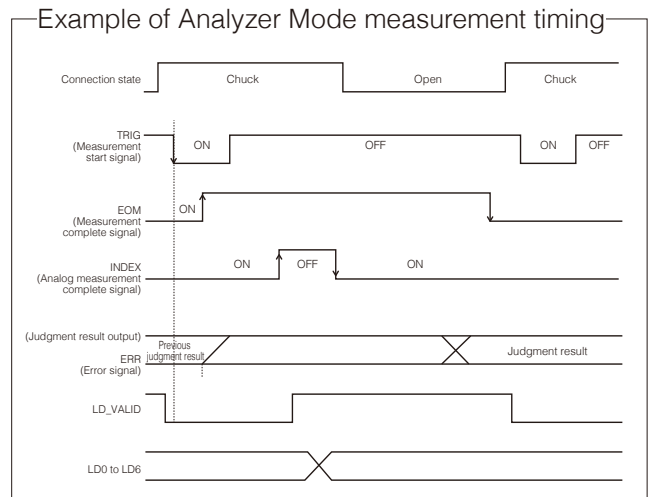 Example of Analyzer Mode measurement timing
Connection state
Chuck
Open
Chuck
TRIG
(Measurement
start signal)
ON
OFF
ON
OFF
EOM
(Measurement
complete signal)
ON
INDEX
(Analog measurement
complete signal)
ON
OFF
ON
(Judgment result output)
ERR
(Error signal)
Previous
judgment result
Judgment result
LD_VALID
LD0 to LD6